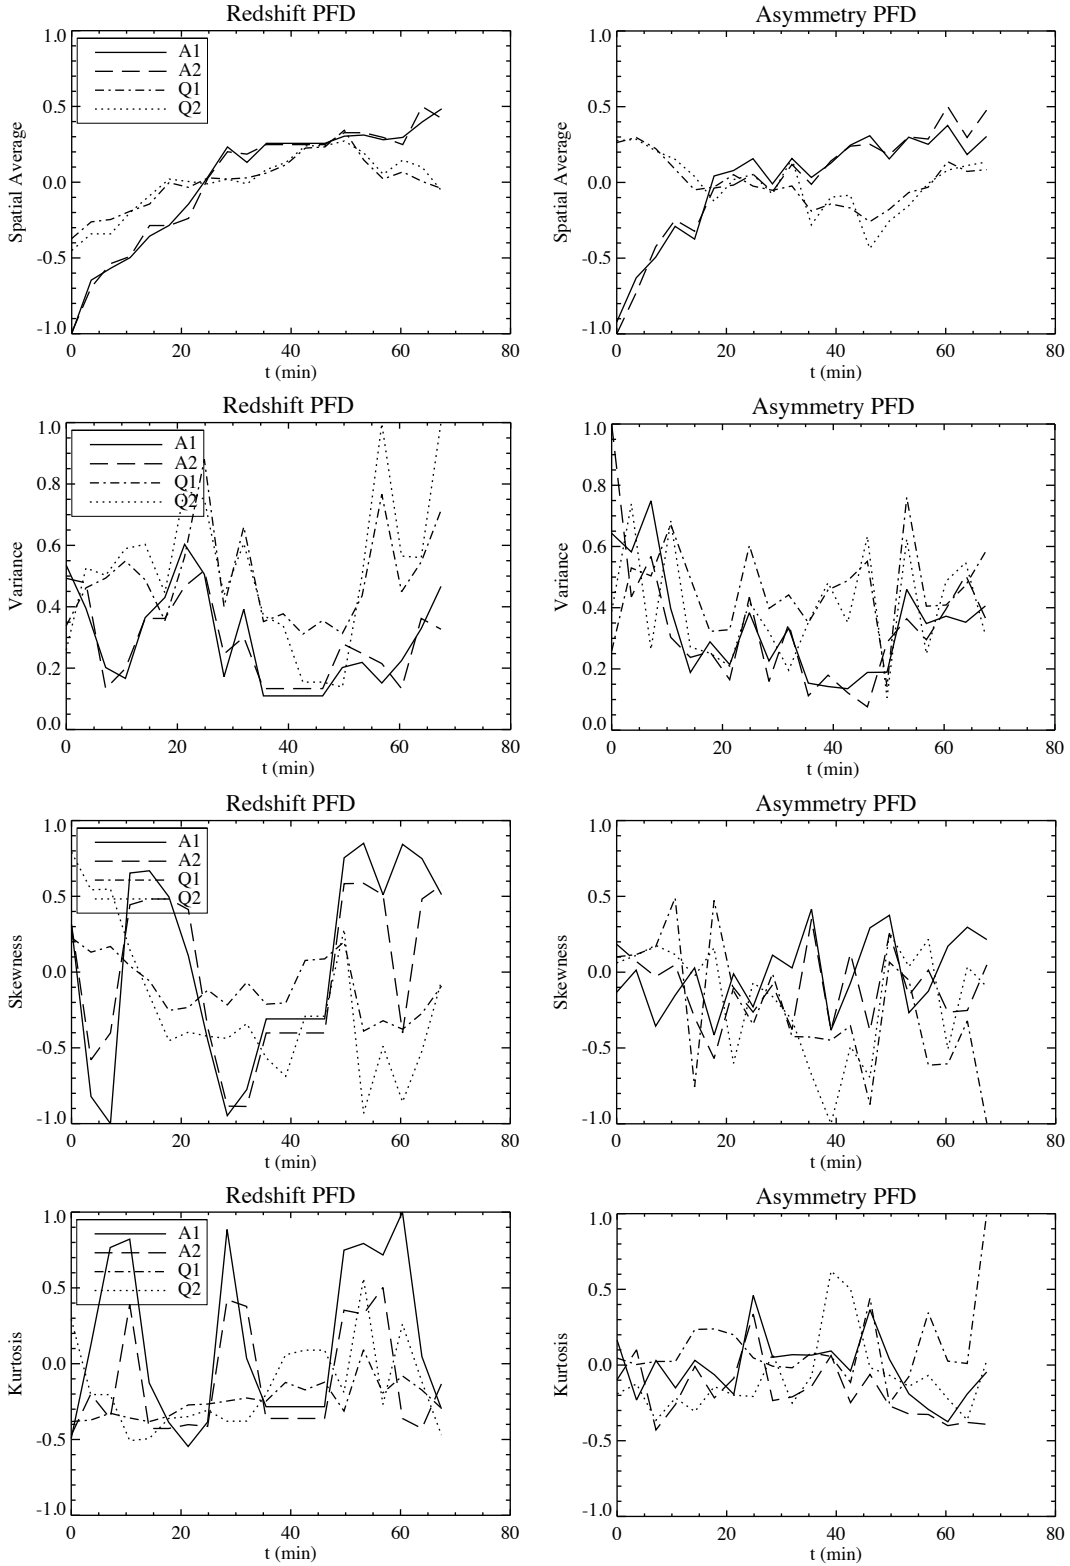 Redshift PFD
1.0
0.5
0.0
-0.5
-1.0
Spatial Average
A1
A2
Q1
Q2
0 20 40 60 80
t (min)
Asymmetry PFD
1.0
0.5
0.0
-0.5
-1.0
Spatial Average
0 20 40 60 80
t (min)
Redshift PFD
1.0
0.8
0.6
0.4
0.2
0.0
Variance
A1
A2
Q1
Q2
0 20 40 60 80
t (min)
Asymmetry PFD
1.0
0.8
0.6
0.4
0.2
0.0
Variance
0 20 40 60 80
t (min)
Redshift PFD
1.0
0.5
0.0
-0.5
-1.0
Skewness
A1
A2
Q1
Q2
0 20 40 60 80
t (min)
Asymmetry PFD
1.0
0.5
0.0
-0.5
-1.0
Skewness
0 20 40 60 80
t (min)
Redshift PFD
1.0
0.5
0.0
-0.5
-1.0
Kurtosis
A1
A2
Q1
Q2
0 20 40 60 80
t (min)
Asymmetry PFD
1.0
0.5
0.0
-0.5
-1.0
Kurtosis
0 20 40 60 80
t (min)